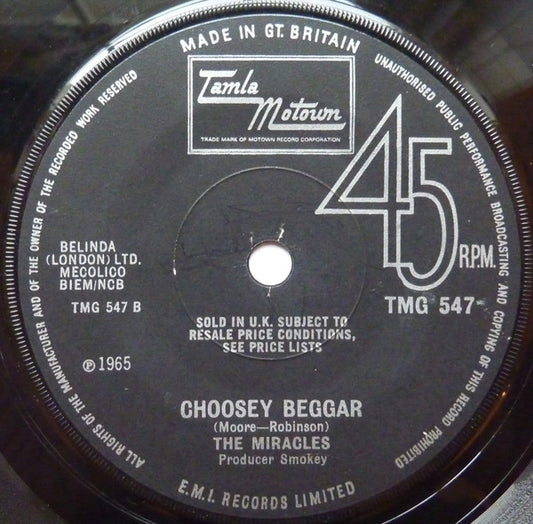 MADE IN GT. BRITAIN
UNAUTHORISED PUBLIC PERFORMANCE BROADCASTING AND COPYING OF THIS RECORD PROHIBITED
ALL RIGHTS OF THE MANUFACTURER AND OF THE OWNER OF THE RECORDED WORK RESERVED
Tamla
Motown
TRADE MARK OF MOTOWN RECORD CORPORATION
45
R.P.M.
BELINDA
(LONDON) LTD.
MECOLICO
BIEM/NCB
TMG 547 B
TMG 547
SOLD IN U.K. SUBJECT TO
RESALE PRICE CONDITIONS,
SEE PRICE LISTS
℗ 1965
CHOOSEY BEGGAR
(Moore—Robinson)
THE MIRACLES
Producer Smokey
E.M.I. RECORDS LIMITED